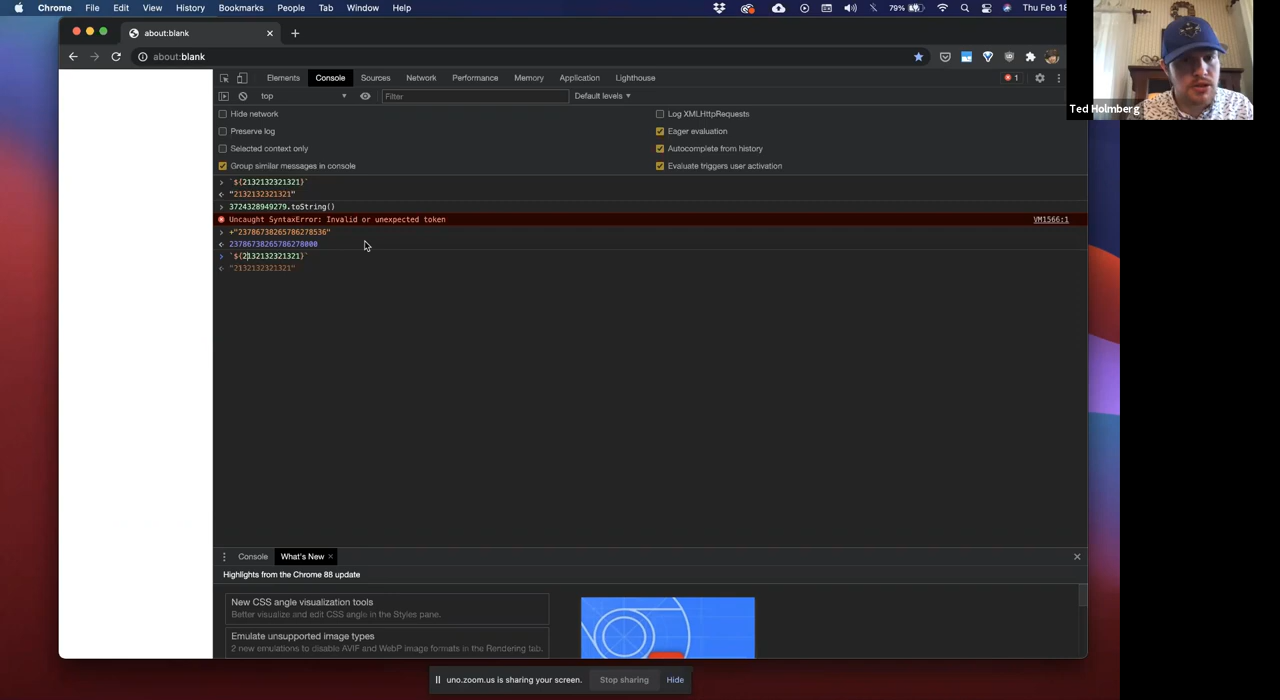 Chrome File Edit View History Bookmarks People Tab Window Help 79% Thu Feb 18
about:blank
about:blank
Elements Console Sources Network Performance Memory Application Lighthouse 1
top Filter Default levels
Hide network Log XMLHttpRequests
Preserve log Eager evaluation
Selected context only Autocomplete from history
Group similar messages in console Evaluate triggers user activation
`${2132132321321}`
"2132132321321"
3724328949279.toString()
Uncaught SyntaxError: Invalid or unexpected token VM1566:1
+"23786738265786278536"
23786738265786278000
`${2132132321321}`
"2132132321321"
Console What's New
Highlights from the Chrome 88 update
New CSS angle visualization tools
Better visualize and edit CSS angle in the Styles pane.
Emulate unsupported image types
2 new emulations to disable AVIF and WebP image formats in the Rendering tab.
uno.zoom.us is sharing your screen. Stop sharing Hide
Ted Holmberg